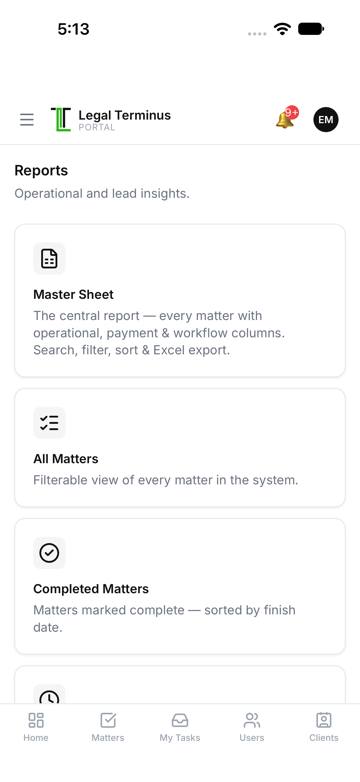 5:13
Legal Terminus
PORTAL
9+
EM
Reports
Operational and lead insights.
Master Sheet
The central report — every matter with
operational, payment & workflow columns.
Search, filter, sort & Excel export.
All Matters
Filterable view of every matter in the system.
Completed Matters
Matters marked complete — sorted by finish
date.
Home
Matters
My Tasks
Users
Clients